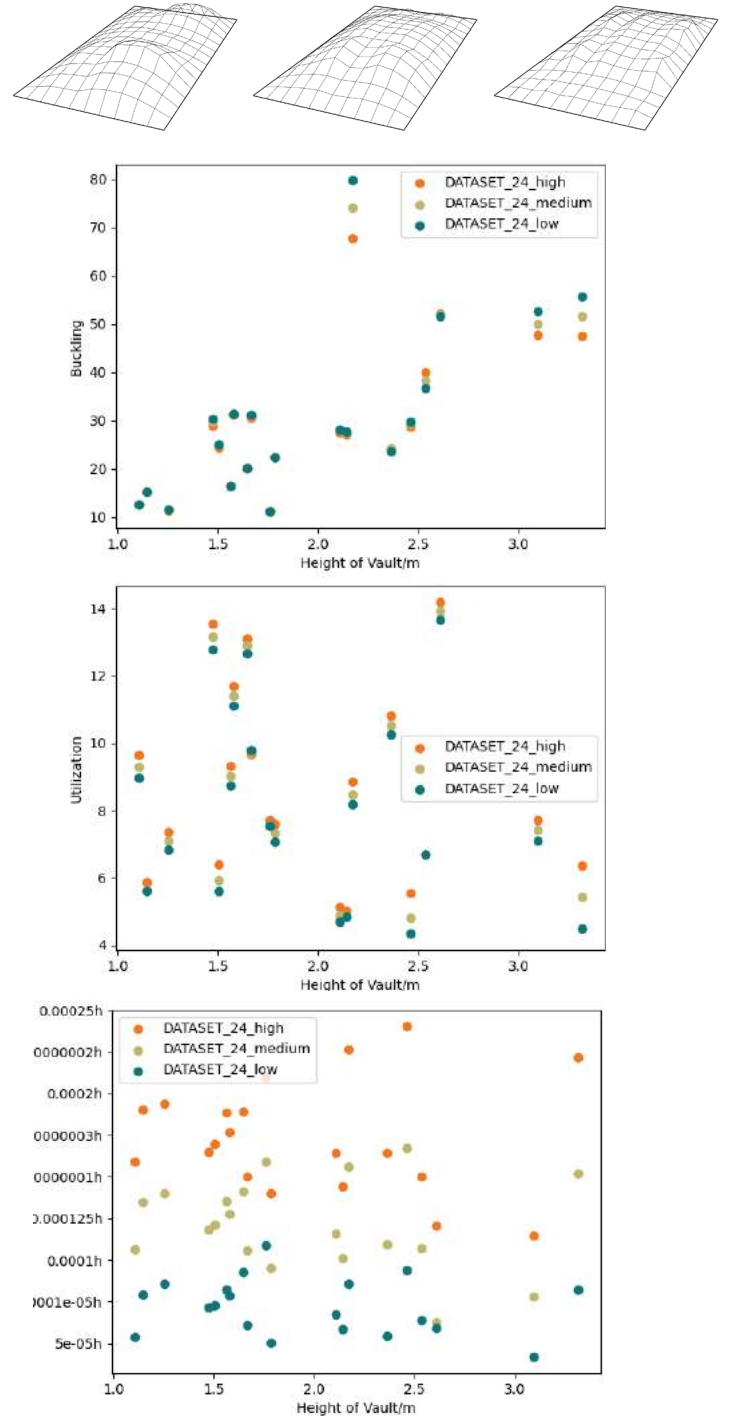 80
70
60
50
40
30
20
10
Buckling
DATASET_24_high
DATASET_24_medium
DATASET_24_low
1.0 1.5 2.0 2.5 3.0
Height of Vault/m
14
12
10
8
6
4
Utilization
DATASET_24_high
DATASET_24_medium
DATASET_24_low
1.0 1.5 2.0 2.5 3.0
Height of Vault/m
0.00025h
0000002h
0.0002h
0000003h
0000001h
0.000125h
0.0001h
0001e-05h
5e-05h
DATASET_24_high
DATASET_24_medium
DATASET_24_low
1.0 1.5 2.0 2.5 3.0
Height of Vault/m